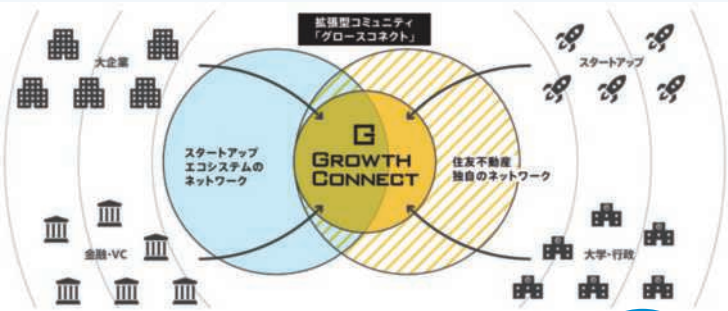 拡張型コミュニティ
「グロースコネクト」
大企業
スタートアップ
スタートアップ
エコシステムの
ネットワーク
GROWTH
CONNECT
住友不動産
独自のネットワーク
金融・VC
大学・行政